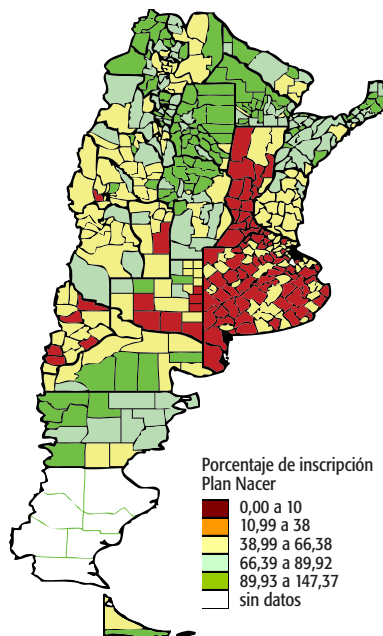 Porcentaje de inscripción
Plan Nacer
0,00 a 10
10,99 a 38
38,99 a 66,38
66,39 a 89,92
89,93 a 147,37
sin datos